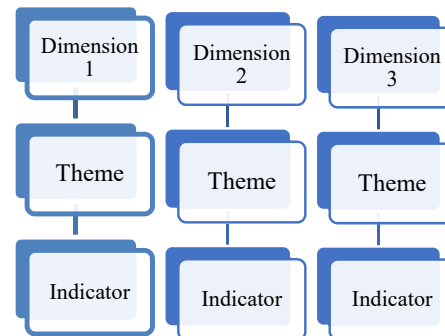 Dimension
1
Dimension
2
Dimension
3
Theme
Theme
Theme
Indicator
Indicator
Indicator